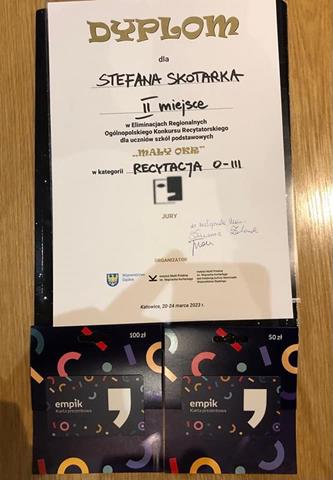 DYPLOM
dla
STEFANA SKOTARKA
II miejsce
w Eliminacjach Regionalnych
Ogólnopolskiego Konkursu Recytatorskiego
dla uczniów szkół podstawowych
„MAŁY OKR”
w kategorii RECYTACJA 0-III
JURY
ORGANIZATOR
Województwo
Śląskie
Katowice, 20-24 marca 2023 r.
100 zł
empik
Karta prezentowa
50 zł
empik
Karta prezentowa